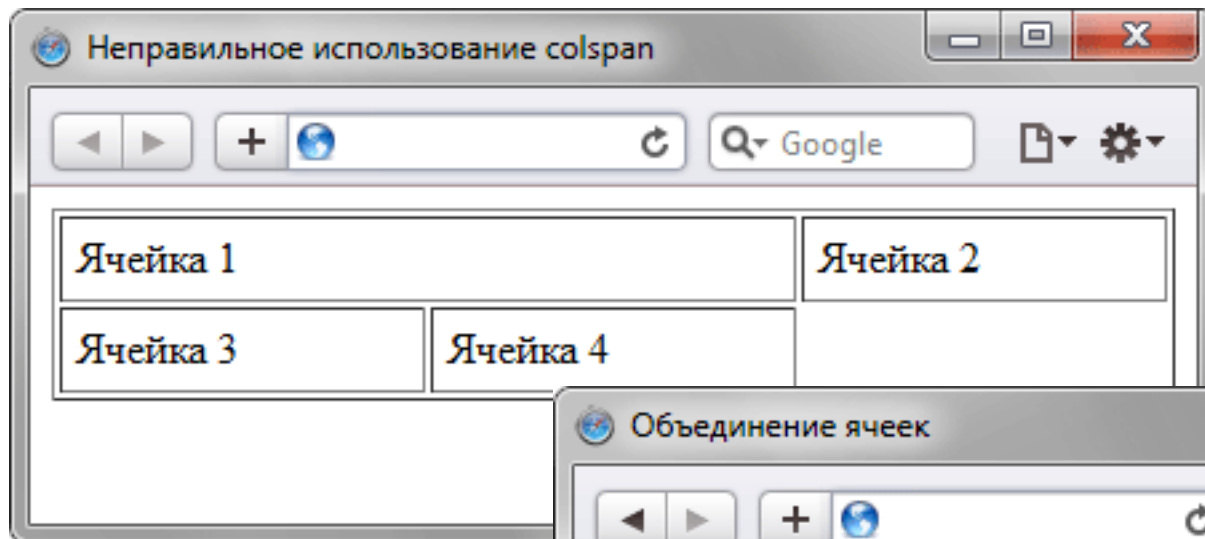 Неправильное использование colspan
Google
Ячейка 1 Ячейка 2
Ячейка 3 Ячейка 4
Объединение ячеек